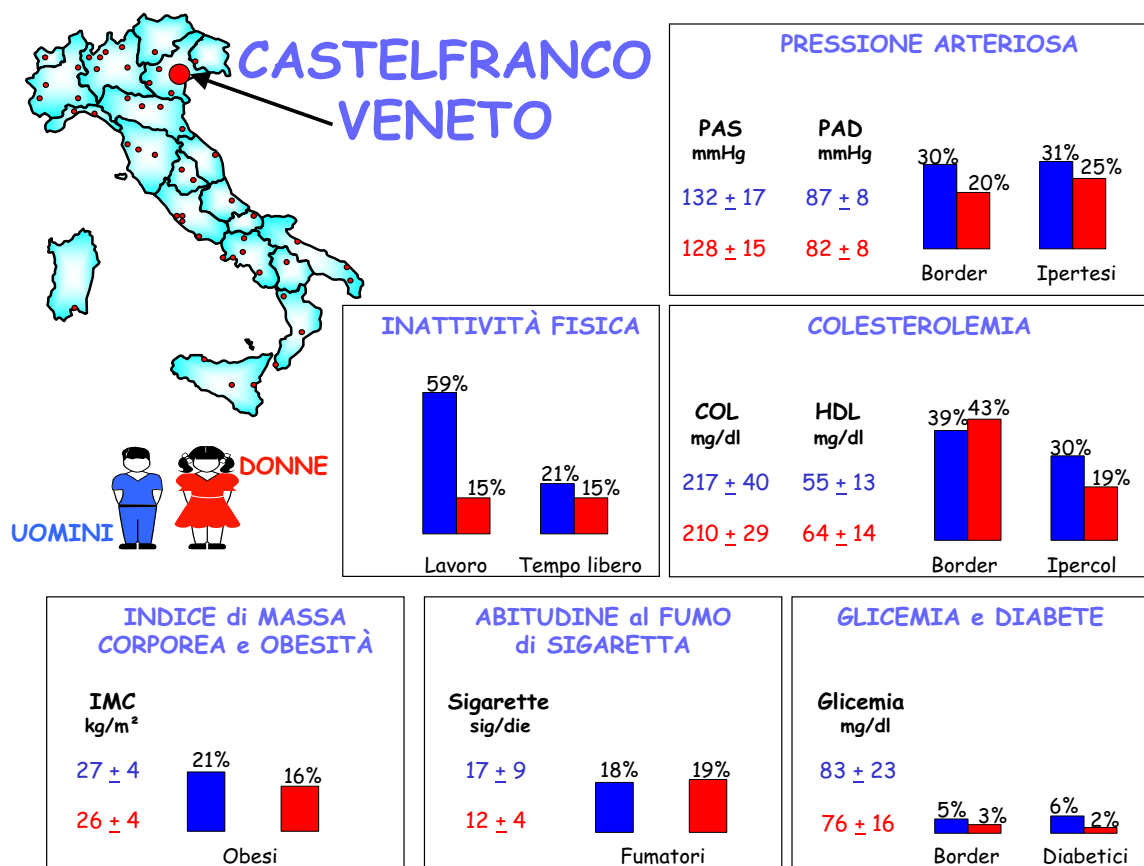 CASTELFRANCO
VENETO
UOMINI
DONNE
PRESSIONE ARTERIOSA
PAS PAD
mmHg mmHg
132 ± 17 87 ± 8
128 ± 15 82 ± 8
30% 20% 31% 25%
Border Ipertesi
INATTIVITÀ FISICA
59% 15% 21% 15%
Lavoro Tempo libero
COLESTEROLEMIA
COL HDL
mg/dl mg/dl
217 ± 40 55 ± 13
210 ± 29 64 ± 14
39% 43% 30% 19%
Border Ipercol
INDICE di MASSA
CORPOREA e OBESITÀ
IMC
kg/m²
27 ± 4
26 ± 4
21% 16%
Obesi
ABITUDINE al FUMO
di SIGARETTA
Sigarette
sig/die
17 ± 9
12 ± 4
18% 19%
Fumatori
GLICEMIA e DIABETE
Glicemia
mg/dl
83 ± 23
76 ± 16
5% 3% 6% 2%
Border Diabetici